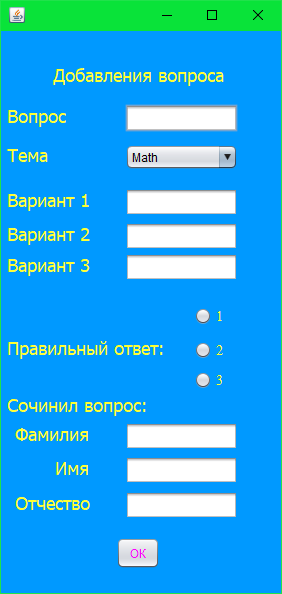 Добавления вопроса
Вопрос
Тема Math
Вариант 1
Вариант 2
Вариант 3
1
Правильный ответ: 2
3
Сочинил вопрос:
Фамилия
Имя
Отчество
OK